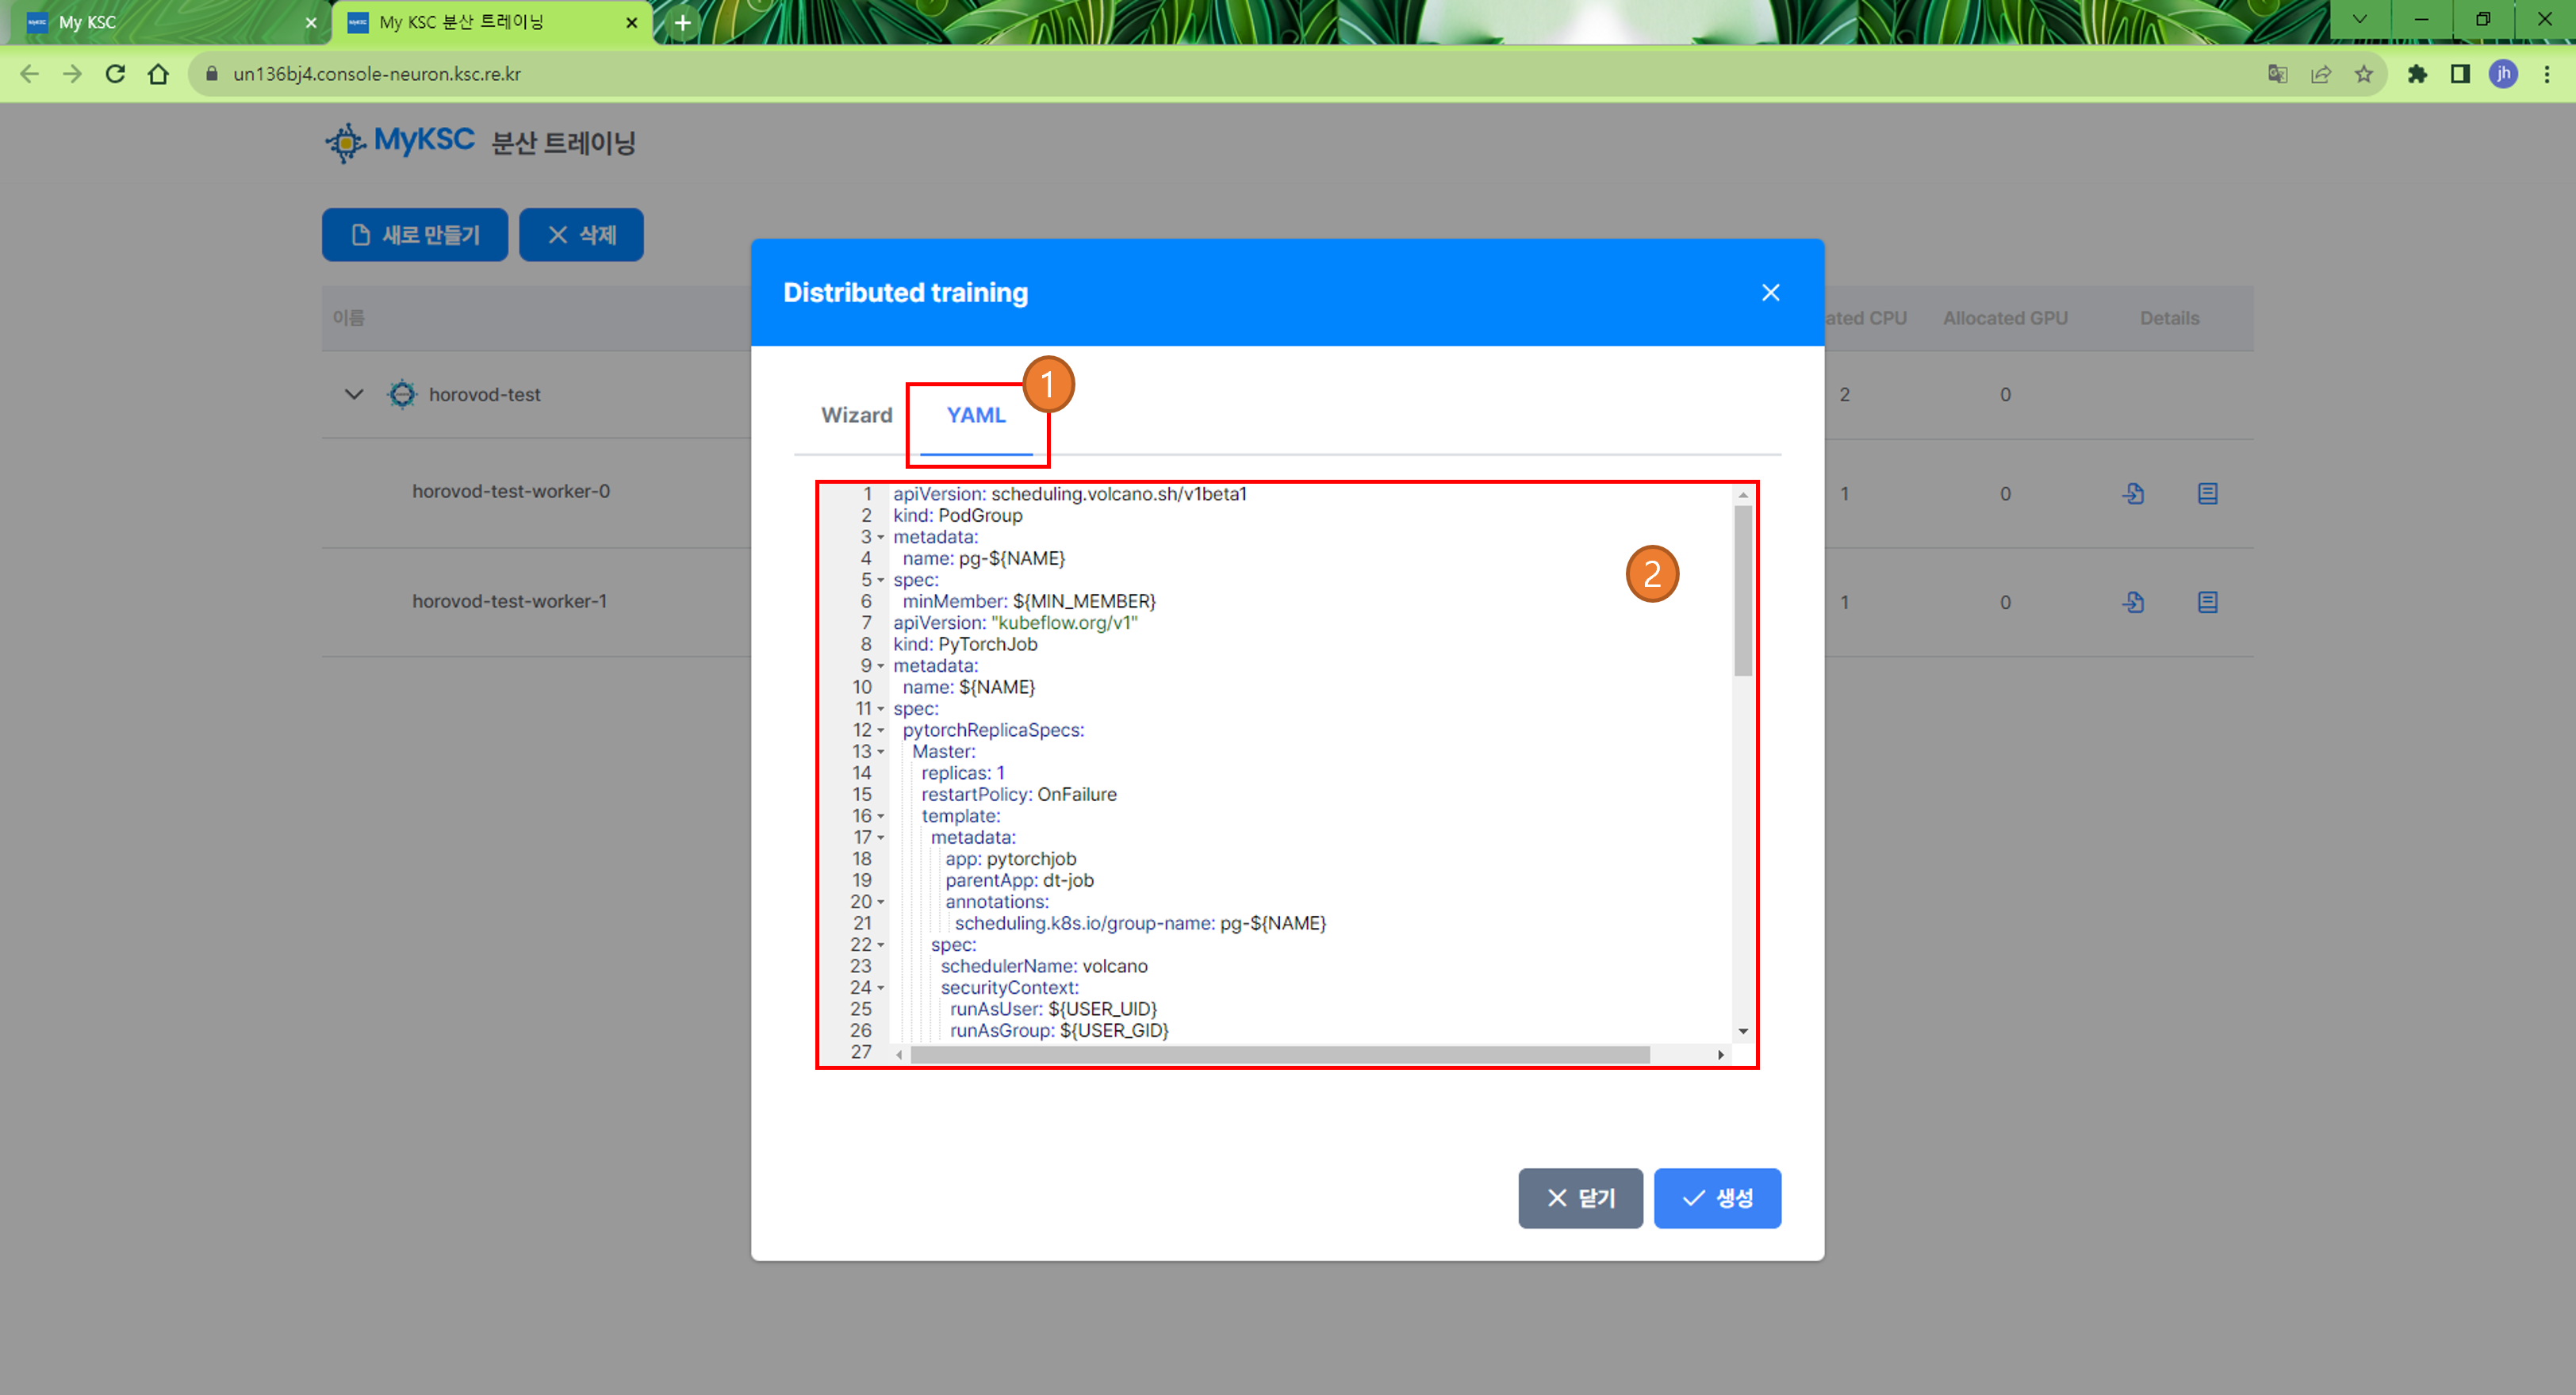 My KSC
My KSC 분산 트레이닝
un136bj4.console-neuron.ksc.re.kr
jh
MyKSC 분산 트레이닝
새로 만들기
삭제
이름
ated CPU
Allocated GPU
Details
horovod-test
2
0
horovod-test-worker-0
1
0
horovod-test-worker-1
1
0
Distributed training
Wizard
YAML
1
2
1 apiVersion: scheduling.volcano.sh/v1beta1
2 kind: PodGroup
3 metadata:
4 name: pg-${NAME}
5 spec:
6 minMember: ${MIN_MEMBER}
7 apiVersion: "kubeflow.org/v1"
8 kind: PyTorchJob
9 metadata:
10 name: ${NAME}
11 spec:
12 pytorchReplicaSpecs:
13 Master:
14 replicas: 1
15 restartPolicy: OnFailure
16 template:
17 metadata:
18 app: pytorchjob
19 parentApp: dt-job
20 annotations:
21 scheduling.k8s.io/group-name: pg-${NAME}
22 spec:
23 schedulerName: volcano
24 securityContext:
25 runAsUser: ${USER_UID}
26 runAsGroup: ${USER_GID}
27
닫기
생성